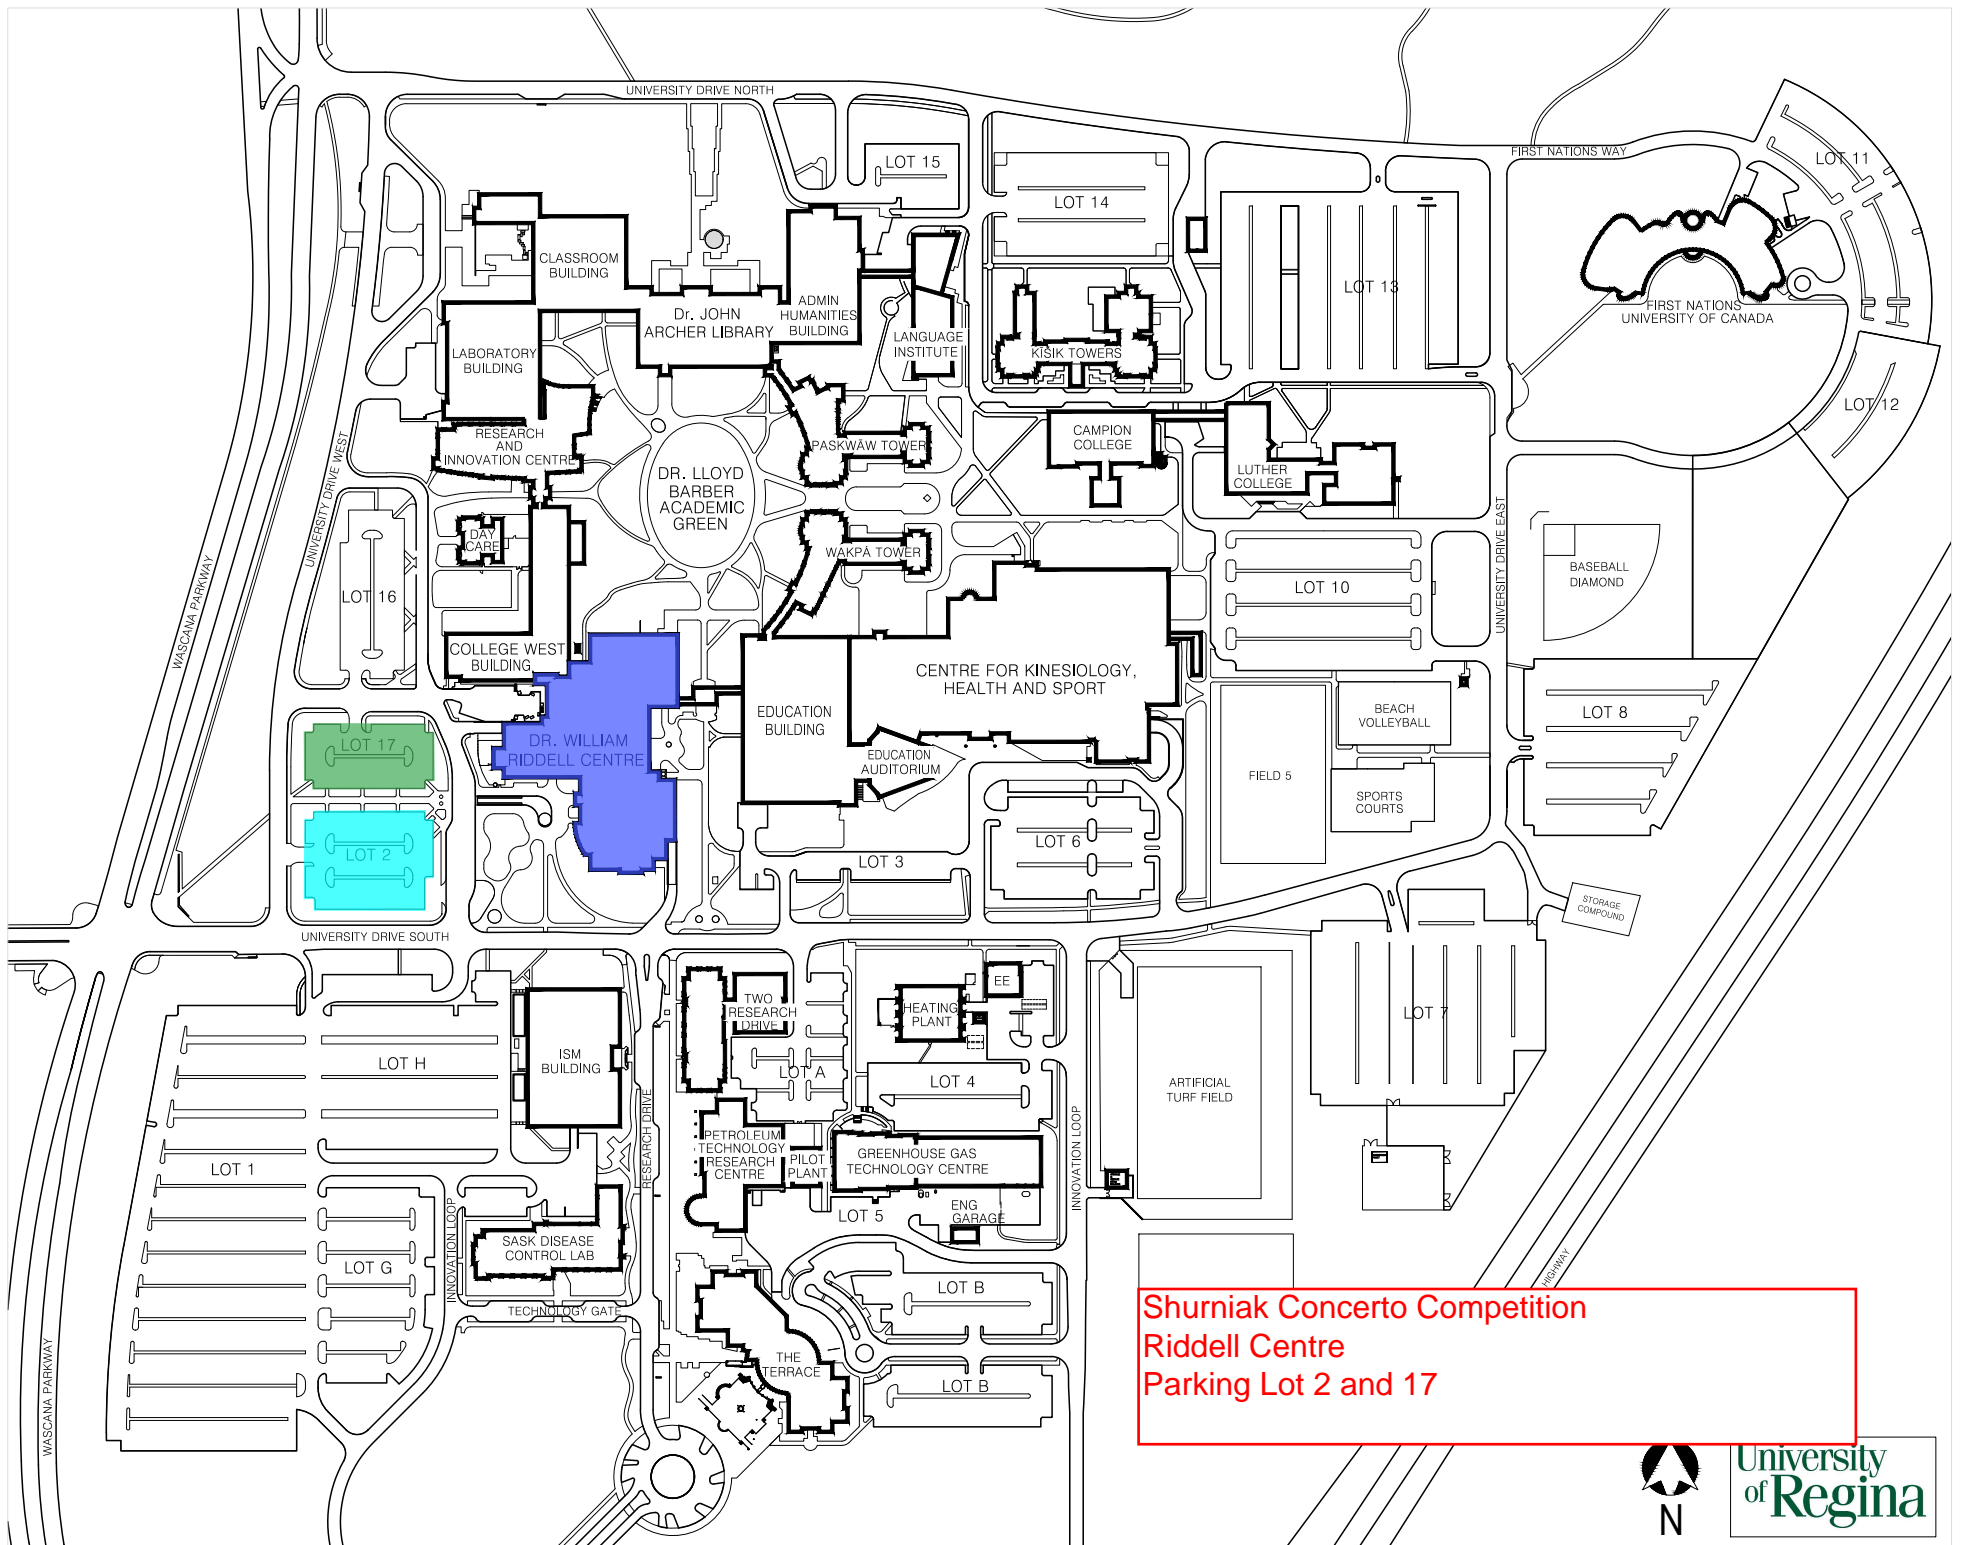 UNIVERSITY DRIVE NORTH
FIRST NATIONS WAY
LOT 11
LOT 15
LOT 14
CLASSROOM
BUILDING
LOT 13
ADMIN
HUMANITIES
BUILDING
Dr. JOHN
ARCHER LIBRARY
FIRST NATIONS
UNIVERSITY OF CANADA
LANGUAGE
INSTITUTE
KĪSIK TOWERS
LABORATORY
BUILDING
LOT 12
RESEARCH
AND
INNOVATION CENTRE
PASKWĀW TOWER
CAMPION
COLLEGE
LUTHER
COLLEGE
DR. LLOYD
BARBER
ACADEMIC
GREEN
UNIVERSITY DRIVE WEST
UNIVERSITY DRIVE EAST
DAY
CARE
WAKPĀ TOWER
BASEBALL
DIAMOND
WASCANA PARKWAY
LOT 16
LOT 10
COLLEGE WEST
BUILDING
CENTRE FOR KINESIOLOGY,
HEALTH AND SPORT
EDUCATION
BUILDING
BEACH
VOLLEYBALL
LOT 8
LOT 17
DR. WILLIAM
RIDDELL CENTRE
EDUCATION
AUDITORIUM
FIELD 5
SPORTS
COURTS
LOT 2
LOT 3
LOT 6
STORAGE
COMPOUND
UNIVERSITY DRIVE SOUTH
TWO
RESEARCH
DRIVE
EE
HEATING
PLANT
LOT 7
ISM
BUILDING
LOT H
LOT A
LOT 4
ARTIFICIAL
TURF FIELD
RESEARCH DRIVE
INNOVATION LOOP
PETROLEUM
TECHNOLOGY
RESEARCH
CENTRE
PILOT
PLANT
GREENHOUSE GAS
TECHNOLOGY CENTRE
LOT 1
INNOVATION LOOP
LOT 5
ENG
GARAGE
SASK DISEASE
CONTROL LAB
LOT G
HIGHWAY
LOT B
TECHNOLOGY GATE
THE
TERRACE
LOT B
WASCANA PARKWAY
Shurniak Concerto Competition
Riddell Centre
Parking Lot 2 and 17
N
University
of Regina